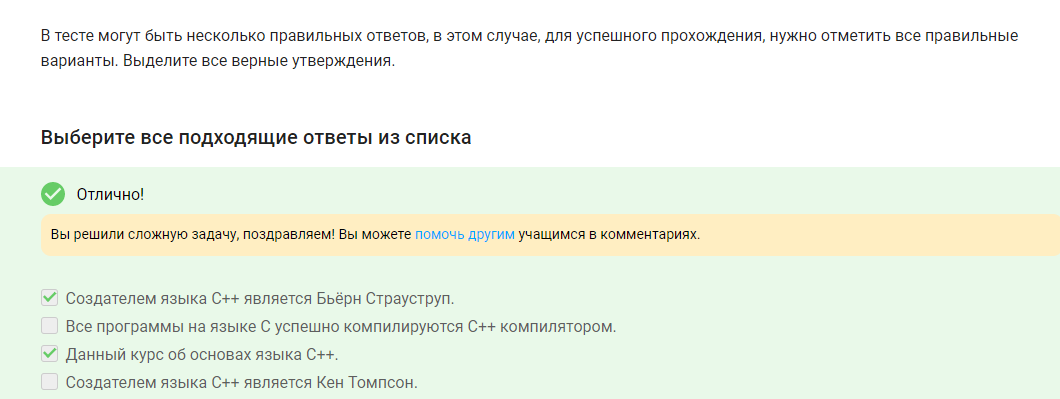 В тесте могут быть несколько правильных ответов, в этом случае, для успешного прохождения, нужно отметить все правильные
варианты. Выделите все верные утверждения.
Выберите все подходящие ответы из списка
Отлично!
Вы решили сложную задачу, поздравляем! Вы можете помочь другим учащимся в комментариях.
Создателем языка C++ является Бьёрн Страуструп.
Все программы на языке C успешно компилируются C++ компилятором.
Данный курс об основах языка C++.
Создателем языка C++ является Кен Томпсон.